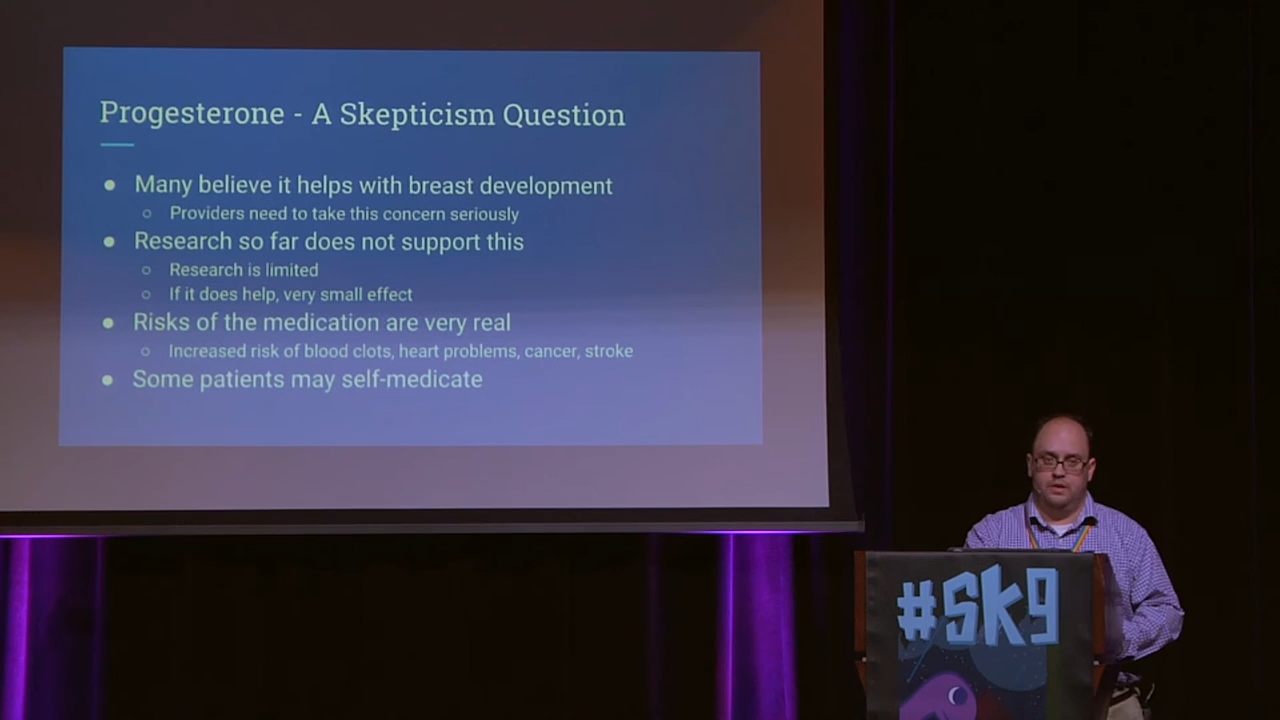 Progesterone - A Skepticism Question
● Many believe it helps with breast development
○ Providers need to take this concern seriously
● Research so far does not support this
○ Research is limited
○ If it does help, very small effect
● Risks of the medication are very real
○ Increased risk of blood clots, heart problems, cancer, stroke
● Some patients may self-medicate
#SK9